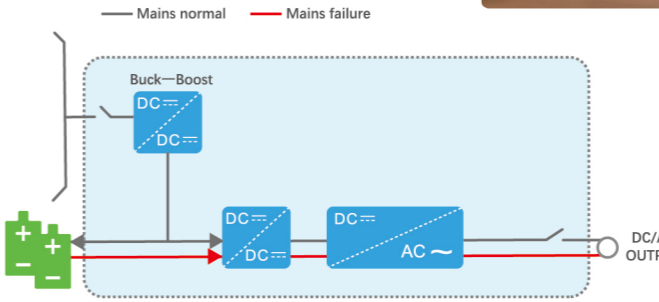 Mains normal
Mains failure
Buck—Boost
DC
DC
DC
DC
DC
AC
+
−
+
−
DC/A
OUTP